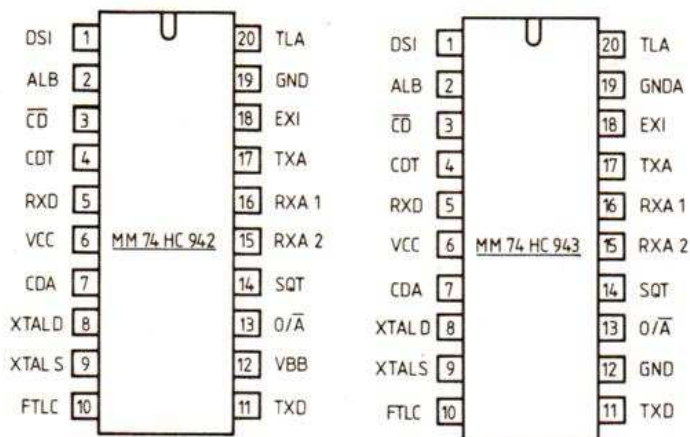 DSI 1 20 TLA
ALB 2 19 GND
C̅D̅ 3 18 EXI
CDT 4 17 TXA
RXD 5 16 RXA 1
VCC 6 MM 74 HC 942 15 RXA 2
CDA 7 14 SQT
XTALD 8 13 O/A̅
XTALS 9 12 VBB
FTLC 10 11 TXD
DSI 1 20 TLA
ALB 2 19 GNDA
C̅D̅ 3 18 EXI
CDT 4 17 TXA
RXD 5 16 RXA 1
VCC 6 MM 74 HC 943 15 RXA 2
CDA 7 14 SQT
XTALD 8 13 O/A̅
XTALS 9 12 GND
FTLC 10 11 TXD